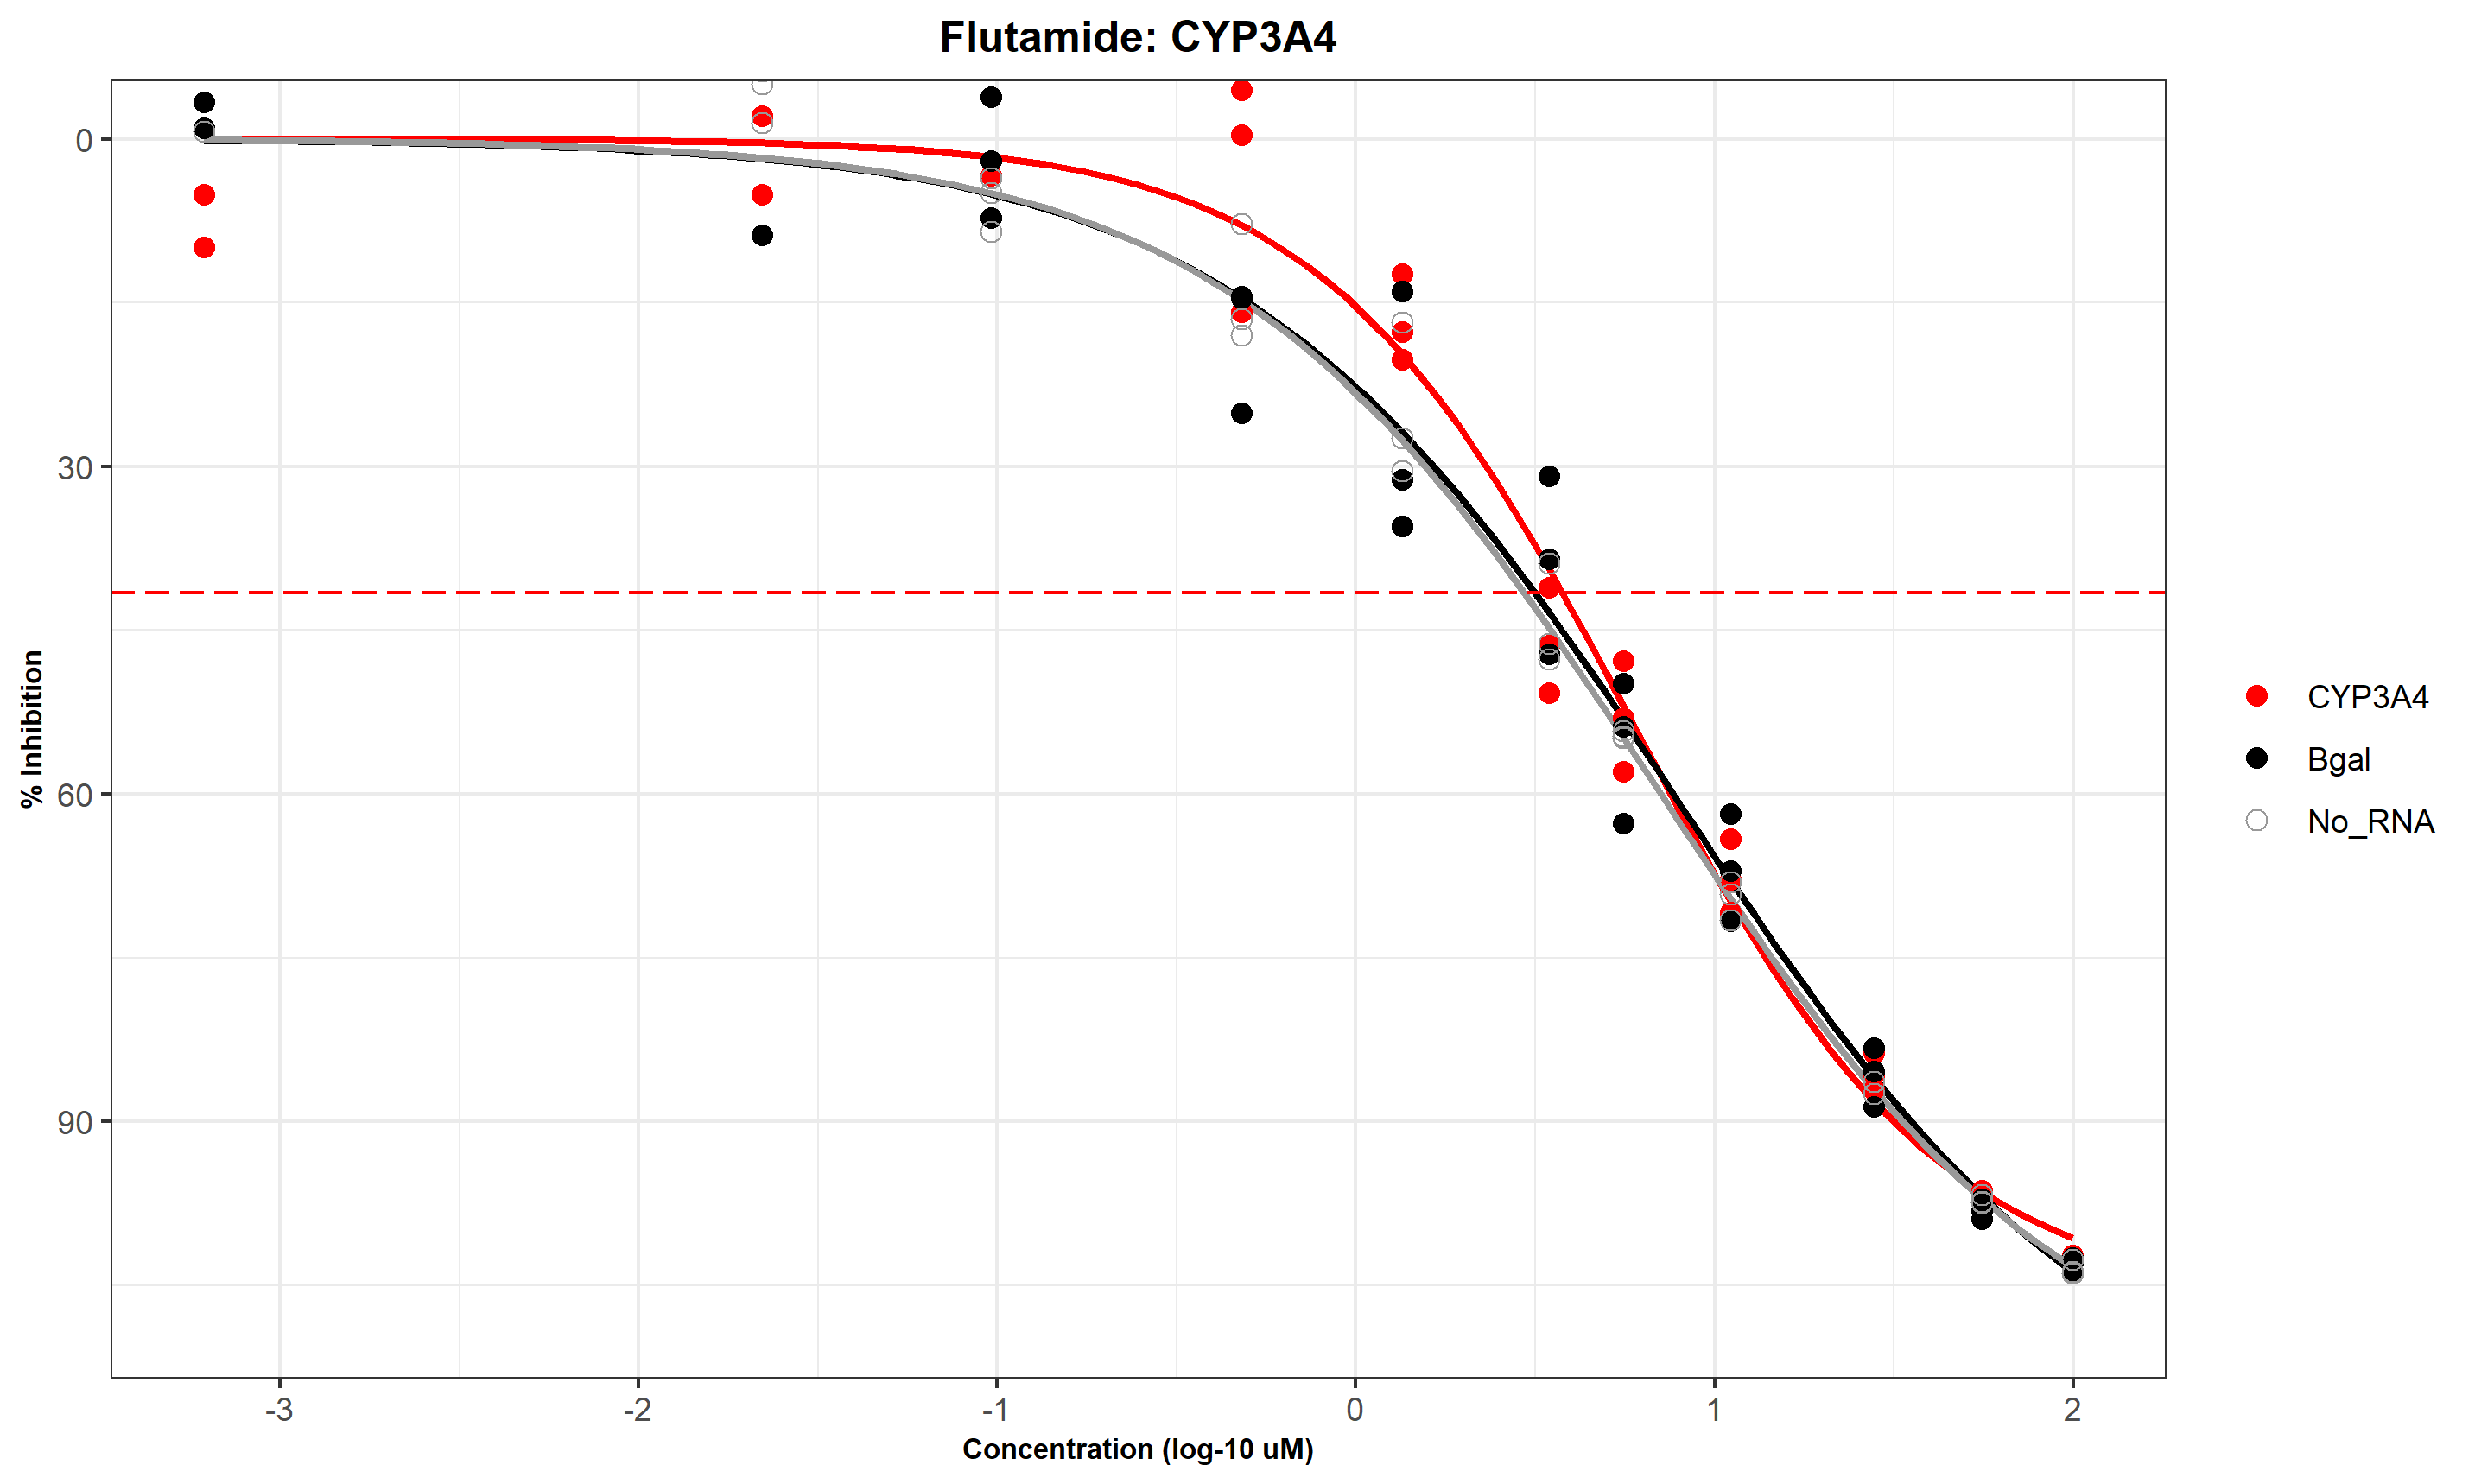 Flutamide: CYP3A4
% Inhibition
0
30
60
90
-3
-2
-1
0
1
2
Concentration (log-10 uM)
CYP3A4
Bgal
No_RNA